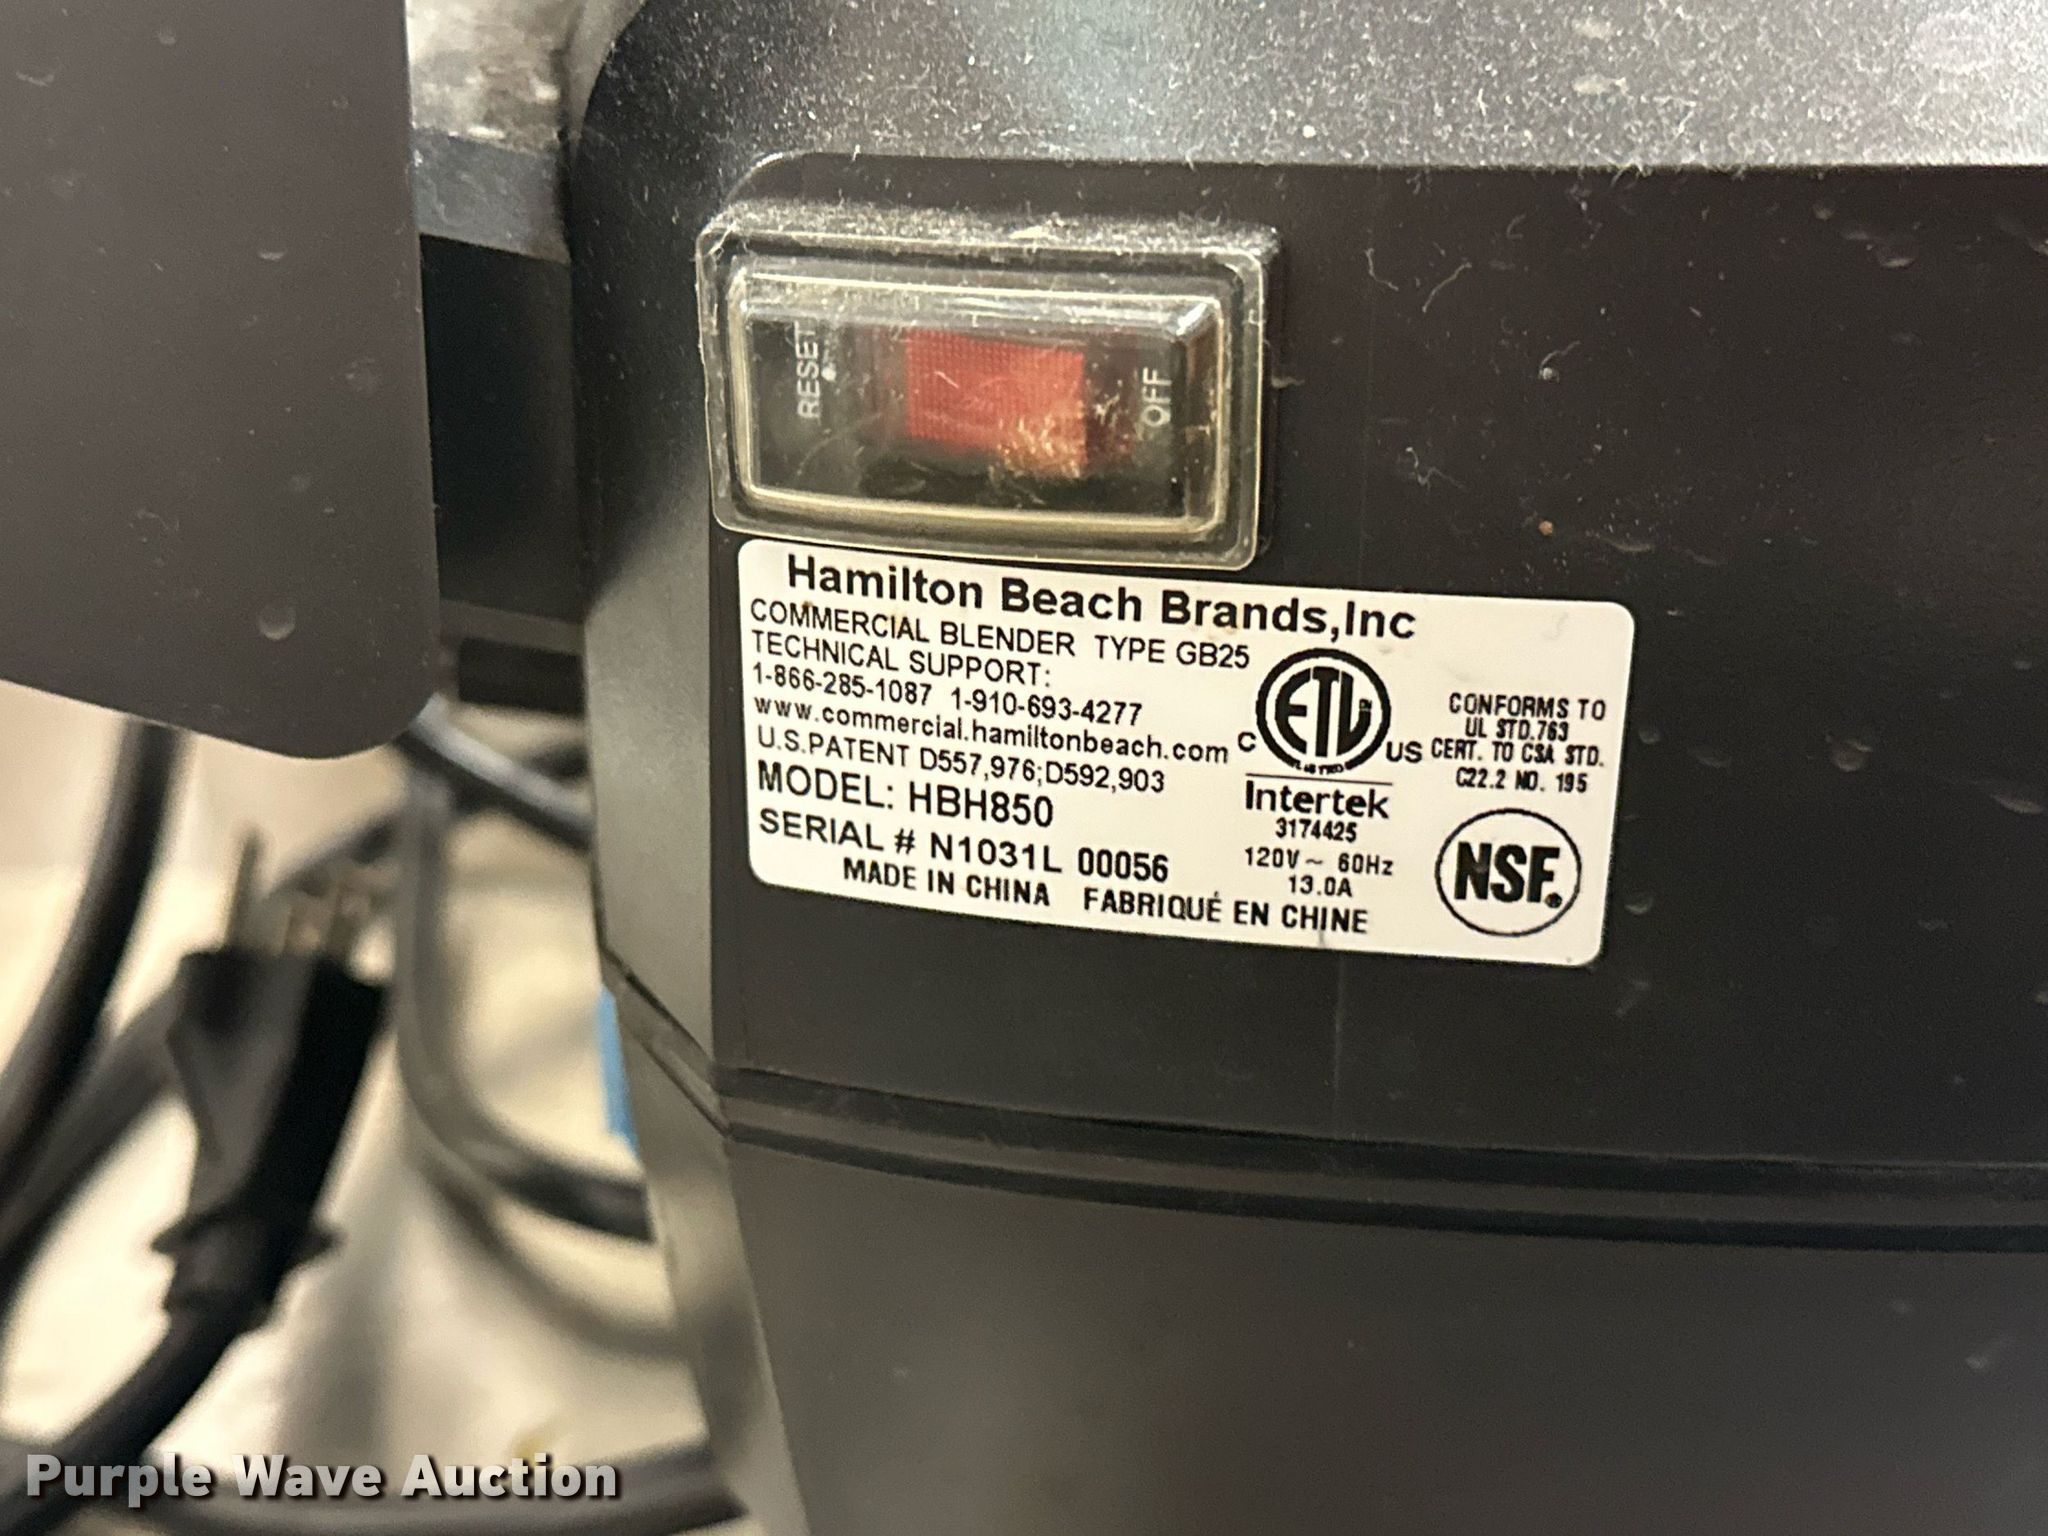 RESET
OFF
Hamilton Beach Brands,Inc
COMMERCIAL BLENDER TYPE GB25
TECHNICAL SUPPORT:
1-866-285-1087 1-910-693-4277
www.commercial.hamiltonbeach.com
U.S.PATENT D557,976;D592,903
MODEL: HBH850
SERIAL # N1031L 00056
MADE IN CHINA FABRIQUÉ EN CHINE
C ETL US
Intertek
3174425
120V~ 60Hz
13.0A
CONFORMS TO
UL STD.763
CERT. TO CSA STD.
C22.2 NO. 195
NSF®
Purple Wave Auction